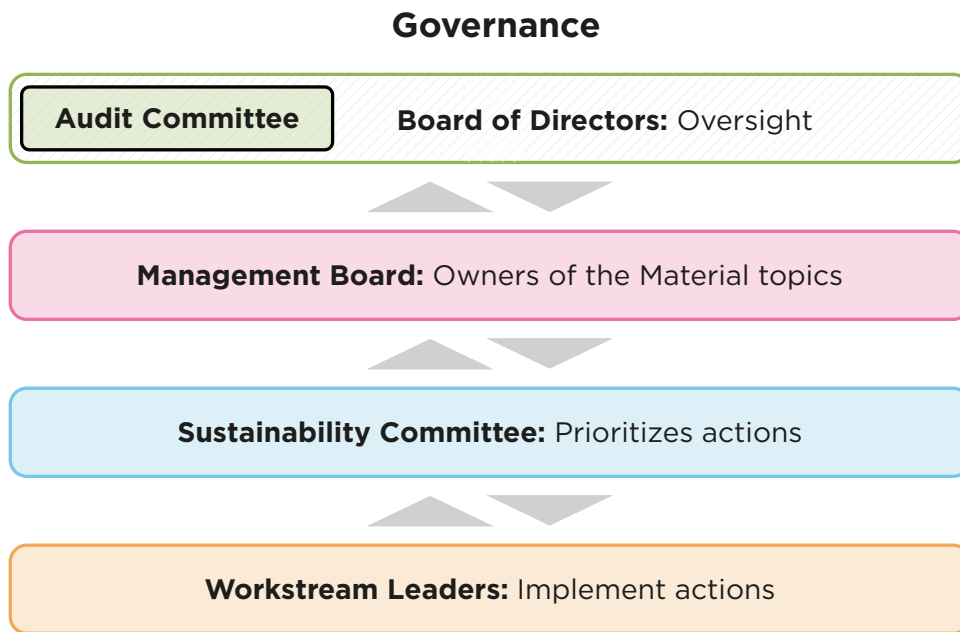 Governance
Audit Committee
Board of Directors: Oversight
Management Board: Owners of the Material topics
Sustainability Committee: Prioritizes actions
Workstream Leaders: Implement actions